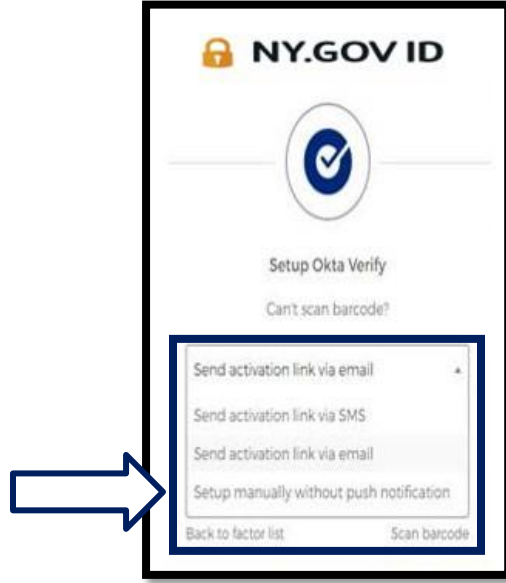 NY.GOV ID
Setup Okta Verify
Can't scan barcode?
Send activation link via email
Send activation link via SMS
Send activation link via email
Setup manually without push notification
Back to factor list Scan barcode